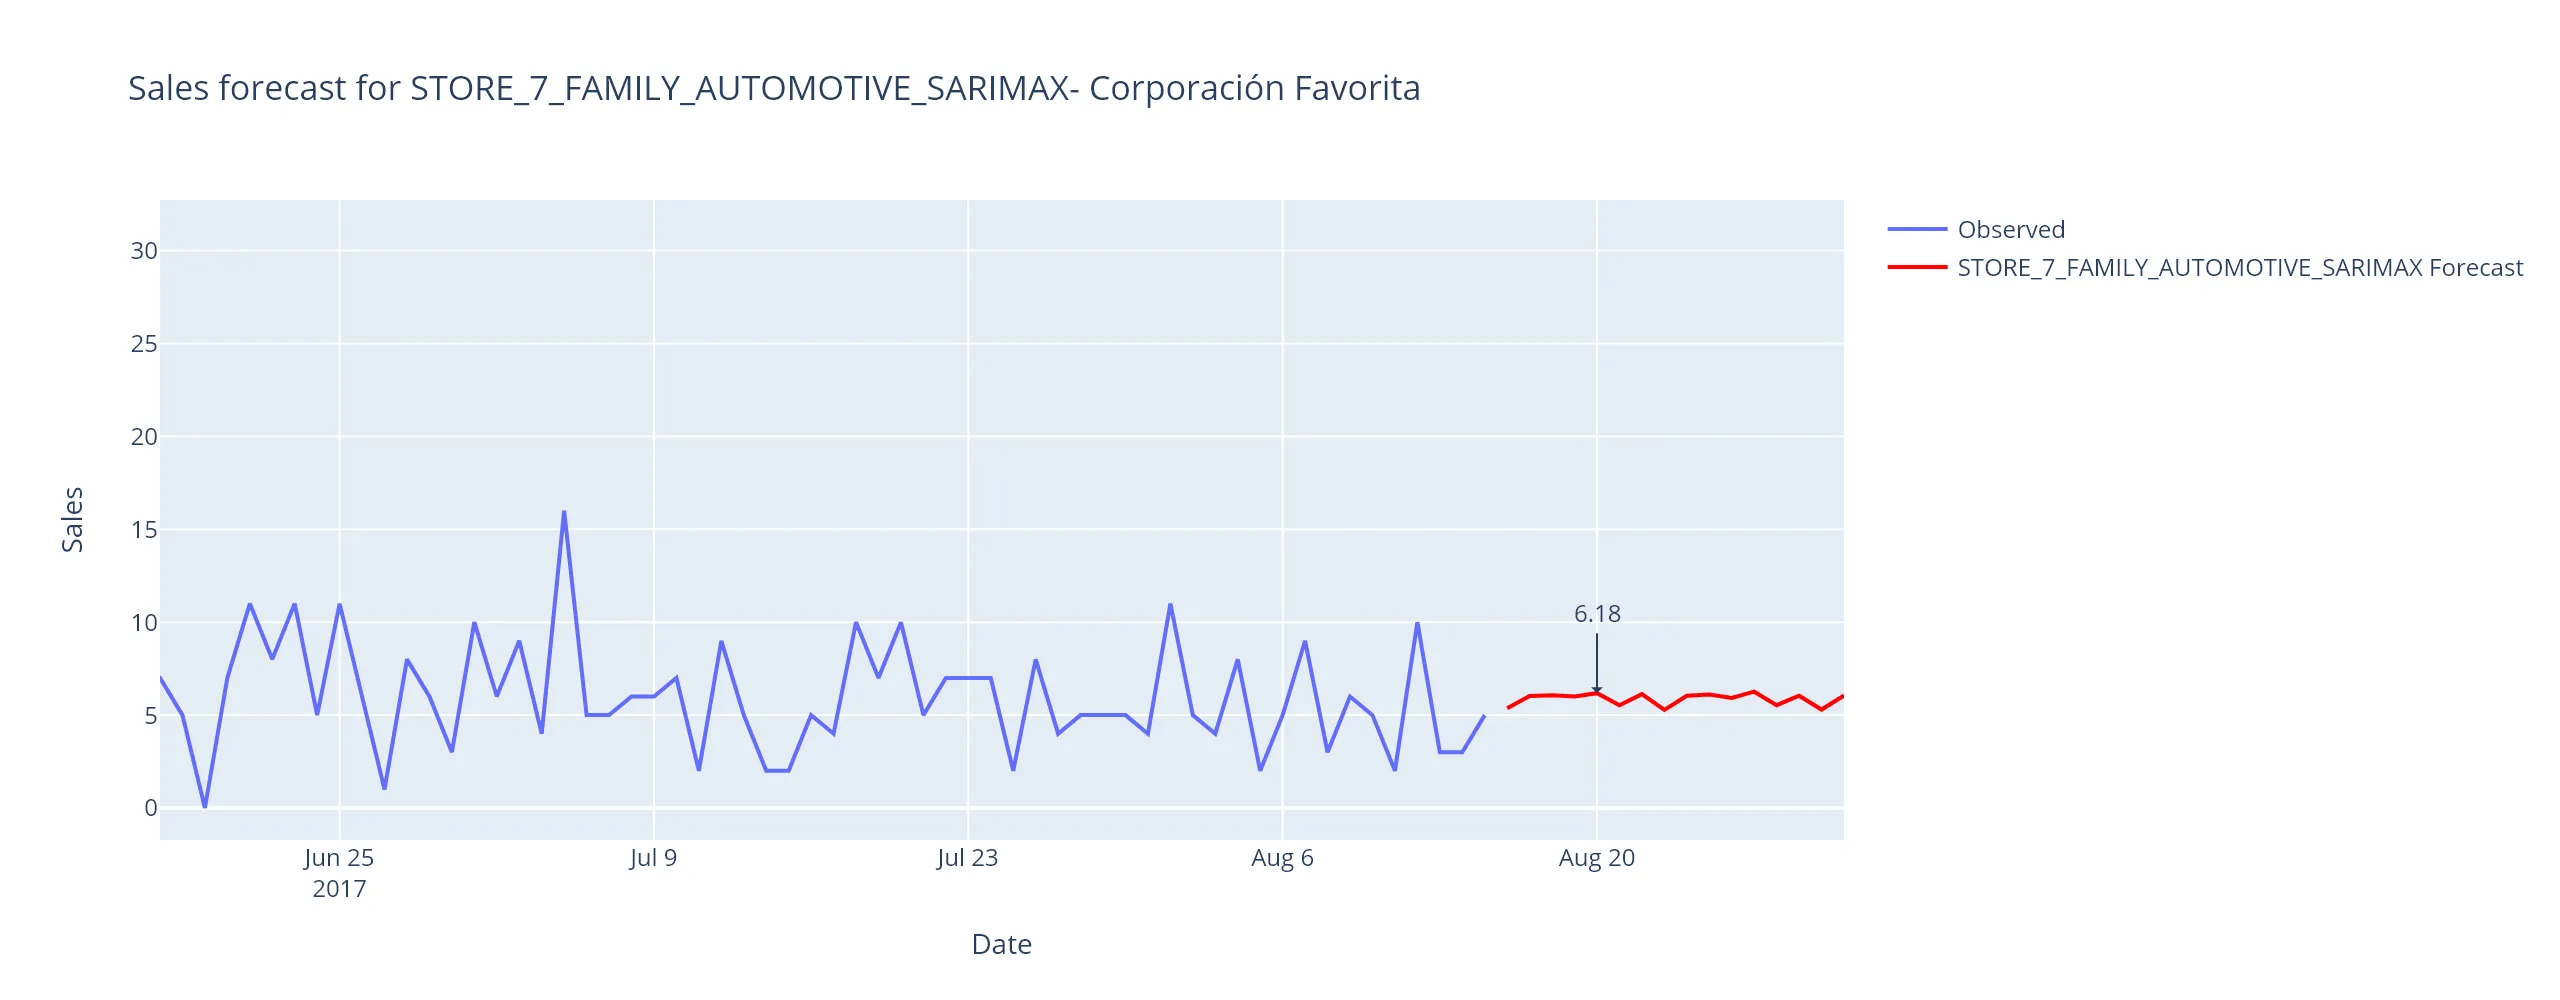 Sales forecast for STORE_7_FAMILY_AUTOMOTIVE_SARIMAX- Corporación Favorita
Observed
STORE_7_FAMILY_AUTOMOTIVE_SARIMAX Forecast
30
25
20
15
10
5
0
Sales
6.18
Jun 25
2017
Jul 9
Jul 23
Aug 6
Aug 20
Date